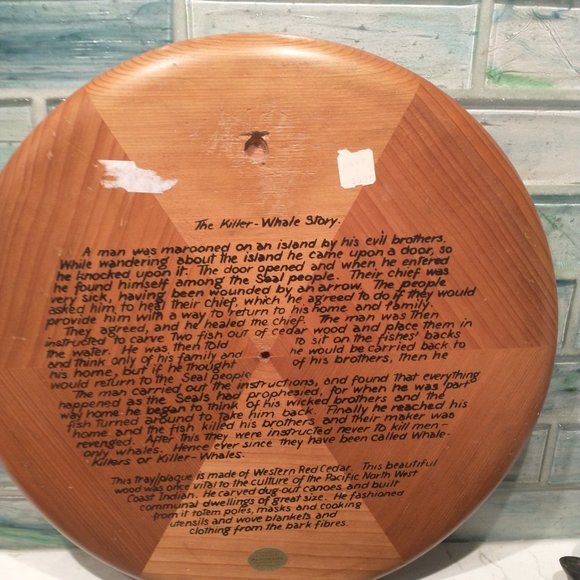 The Killer-Whale Story.
A man was marooned on an island by his evil brothers.
While wandering about the island he came upon a door, so
he knocked upon it. The door opened and when he entered
he found himself among the Seal people. Their chief was
very sick, having been wounded by an arrow. The people
asked him to heal their chief, which he agreed to do if they would
provide him with a way to return to his home and family.
They agreed, and he healed the chief. The man was then
instructed to carve two fish out of cedar wood and place them in
the water. He was then told to sit on the fishes' backs
and think only of his family and he would be carried back to
his home, but if he thought of his brothers, then he
would return to the Seal People.
The man carried out the instructions, and found that everything
happened as the Seals had prophesied, for when he was part
way home he began to think of his wicked brothers and the
fish turned around to take him back. Finally he reached his
home and the fish killed his brothers and their maker was
revenged. After this they were instructed never to kill men-
only whales. Hence ever since they have been called Whale-
Killers or Killer-Whales.
This tray/plaque is made of Western Red Cedar. This beautiful
wood was once vital to the culture of the Pacific North West
Coast Indian. He carved dug-out canoes and built
communal dwellings of great size. He fashioned
from it totem poles, masks and cooking
utensils and wove blankets and
clothing from the bark fibres.